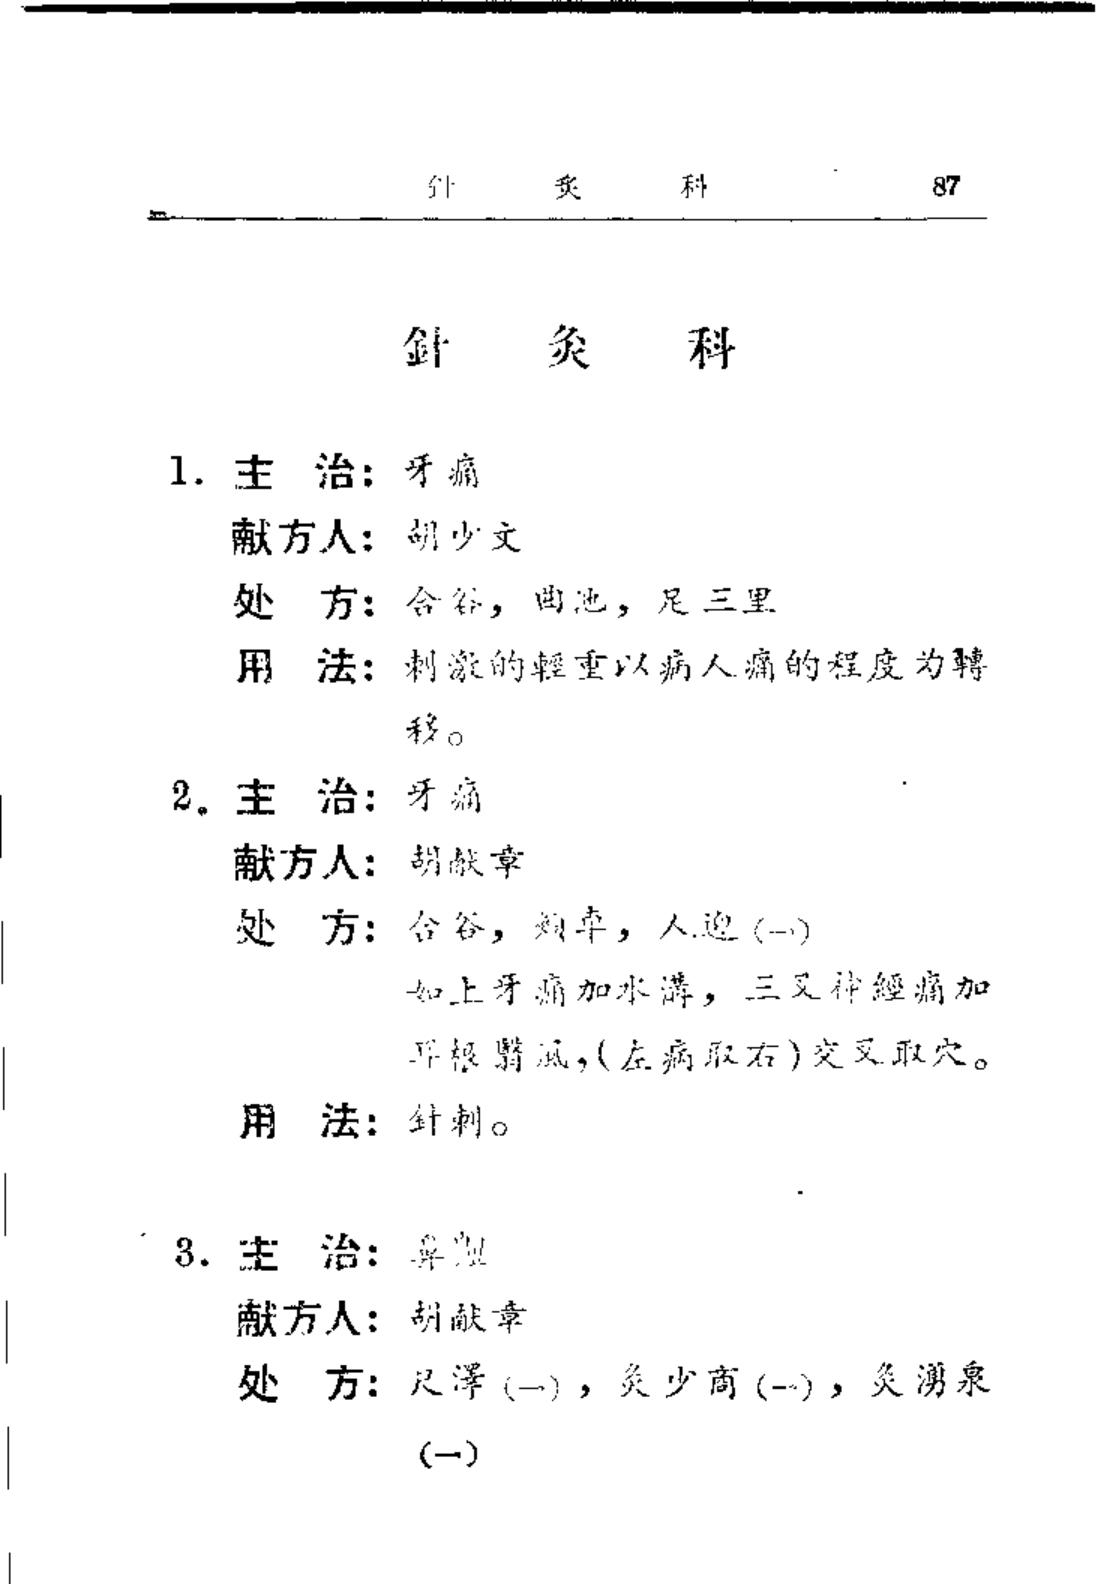 針 灸 科 87
針 灸 科
1. 主 治: 牙痛
献方人: 胡少文
处 方: 合谷, 曲池, 足三里
用 法: 刺激的輕重以病人痛的程度为轉
移。
2. 主 治: 牙痛
献方人: 胡献章
处 方: 合谷, 頰車, 人迎(一)
如上牙痛加水溝, 三叉神經痛加
耳根翳風,(左病取右)交叉取穴。
用 法: 針刺。
3. 主 治: 鼻
献方人: 胡献章
处 方: 尺澤(一), 灸少商(一), 灸湧泉
(一)